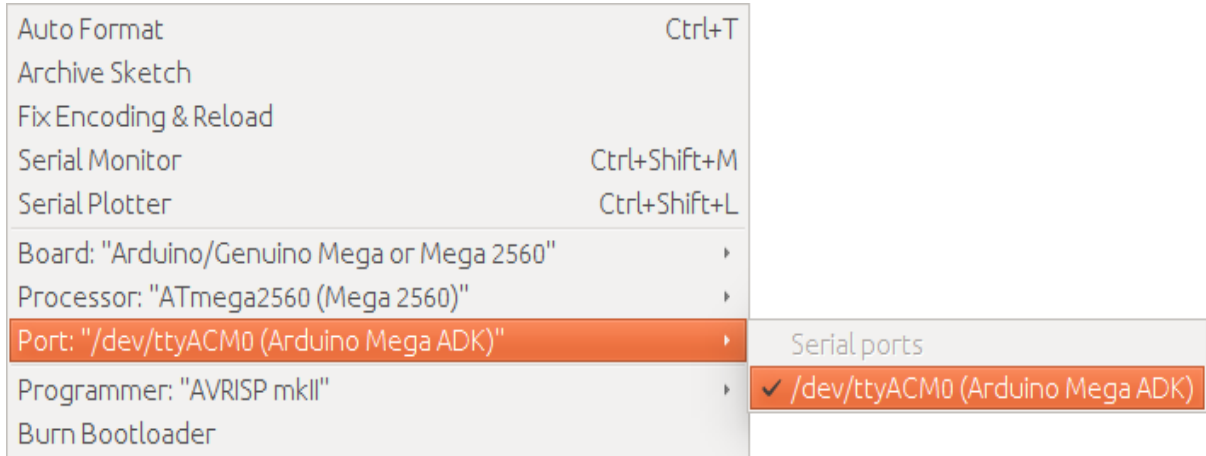 Auto Format Ctrl+T
Archive Sketch
Fix Encoding & Reload
Serial Monitor Ctrl+Shift+M
Serial Plotter Ctrl+Shift+L
Board: "Arduino/Genuino Mega or Mega 2560"
Processor: "ATmega2560 (Mega 2560)"
Port: "/dev/ttyACM0 (Arduino Mega ADK)"
Serial ports
Programmer: "AVRISP mkII"
/dev/ttyACM0 (Arduino Mega ADK)
Burn Bootloader